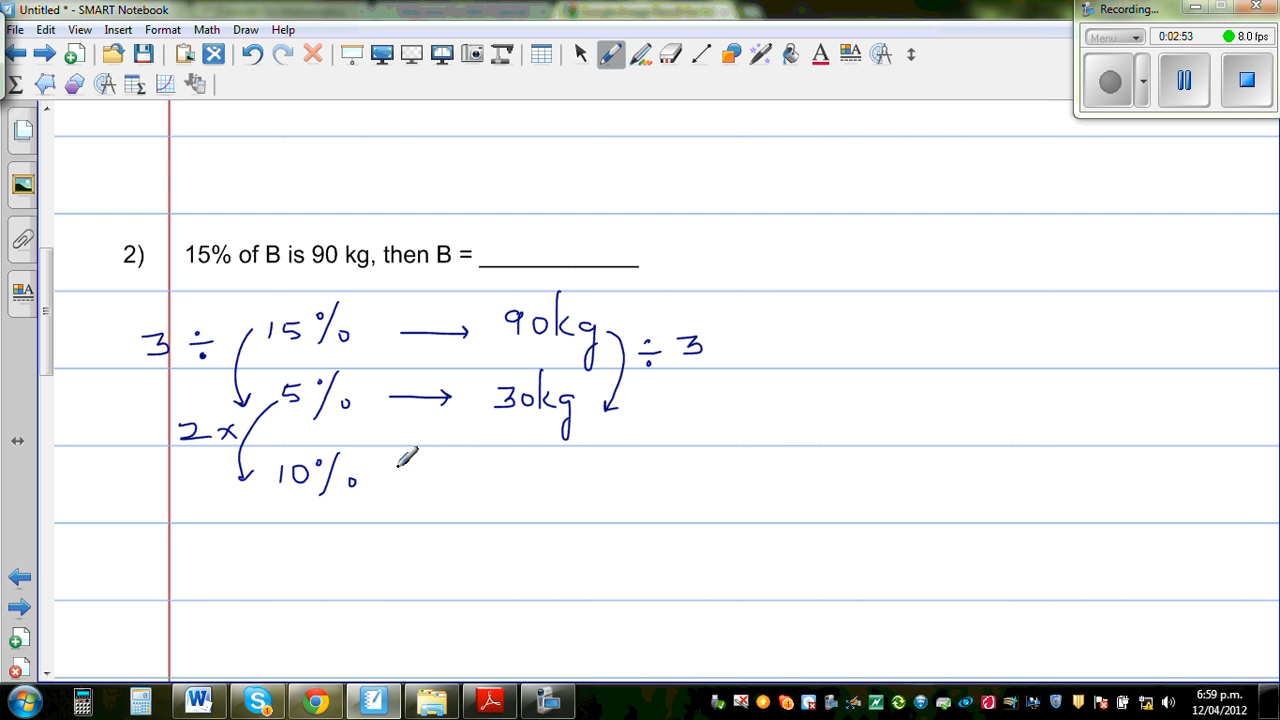 Untitled * - SMART Notebook
File Edit View Insert Format Math Draw Help
Recording...
Menu 0:02:53 8.0 fps
2) 15% of B is 90 kg, then B = ____________
3 ÷ 15% → 90kg ÷ 3
5% → 30kg
2 x
10%
6:59 p.m.
12/04/2012